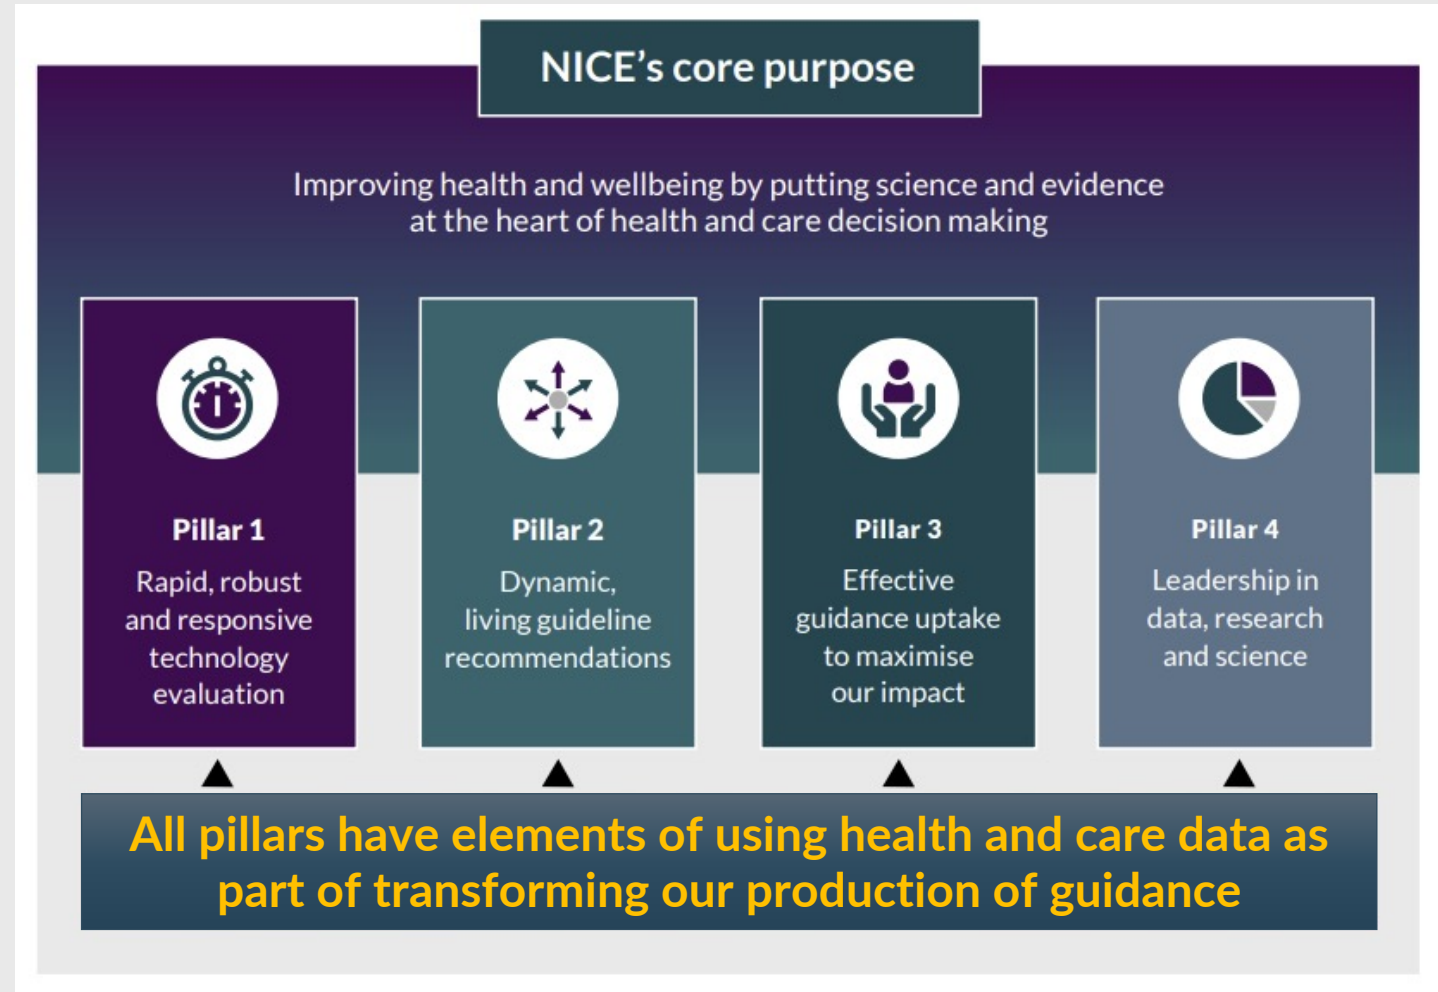 NICE’s core purpose
Improving health and wellbeing by putting science and evidence
at the heart of health and care decision making
Pillar 1
Rapid, robust
and responsive
technology
evaluation
Pillar 2
Dynamic,
living guideline
recommendations
Pillar 3
Effective
guidance uptake
to maximise
our impact
Pillar 4
Leadership in
data, research
and science
All pillars have elements of using health and care data as
part of transforming our production of guidance